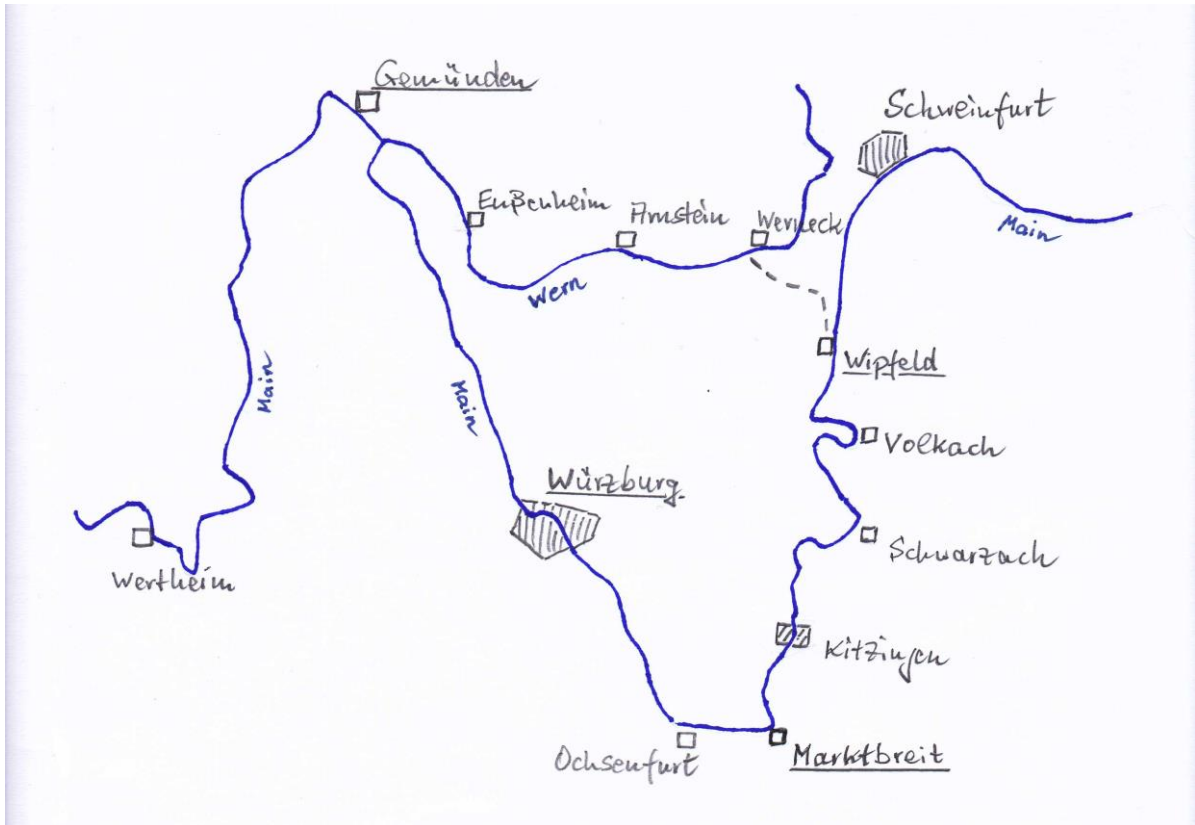 Gemünden
Schweinfurt
Eußenheim
Arnstein
Werneck
Main
Wern
Wipfeld
Main
Main
Volkach
Würzburg
Schwarzach
Wertheim
Kitzingen
Ochsenfurt
Marktbreit